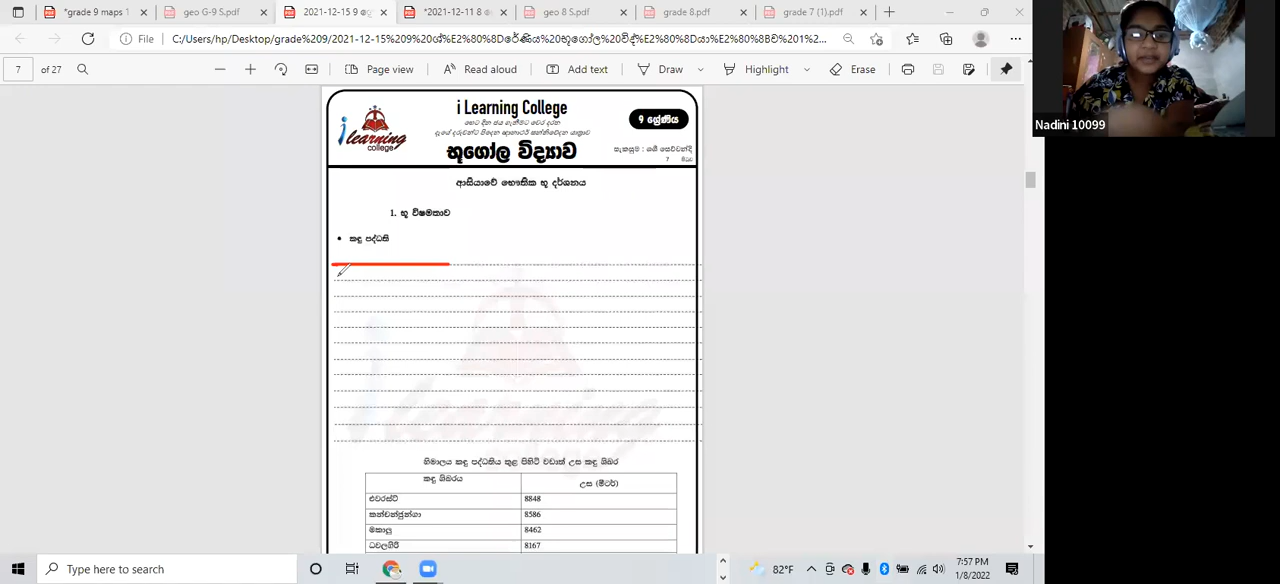 *grade 9 maps 1
geo G-9 S.pdf
2021-12-15 9
*2021-12-11 8
geo 8 S.pdf
grade 8.pdf
grade 7 (1).pdf
File
7 of 27
Page view
Read aloud
Add text
Draw
Highlight
Erase
Nadini 10099
i Learning College
9 ශ්‍රේණිය
භූගෝල විද්‍යාව
i learning
college
ආසියාවේ භෞතික භූ දර්ශනය
1. භූ විෂමතාව
• කඳු පද්ධති
හිමාලය කඳු පද්ධතිය තුළ පිහිටි වඩාත් උස කඳු ශිඛර
කඳු ශිඛරය උස (මීටර්)
එවරස්ට් 8848
කන්චන්ජුන්ගා 8586
මකාලු 8462
ධවලගිරි 8167
Type here to search
82°F
7:57 PM
1/8/2022